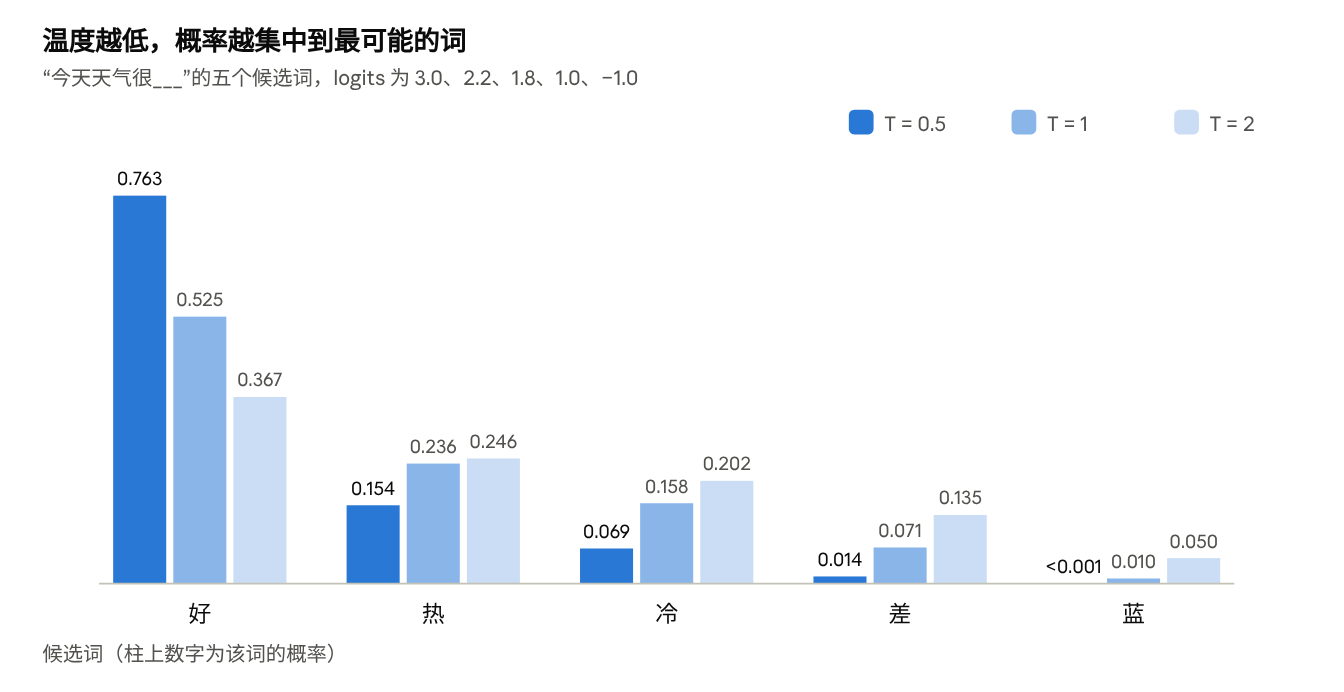 温度越低，概率越集中到最可能的词
“今天天气很___”的五个候选词，logits 为 3.0、2.2、1.8、1.0、−1.0
T = 0.5 T = 1 T = 2
0.763 0.525 0.367
0.154 0.236 0.246
0.069 0.158 0.202
0.014 0.071 0.135
<0.001 0.010 0.050
好 热 冷 差 蓝
候选词（柱上数字为该词的概率）